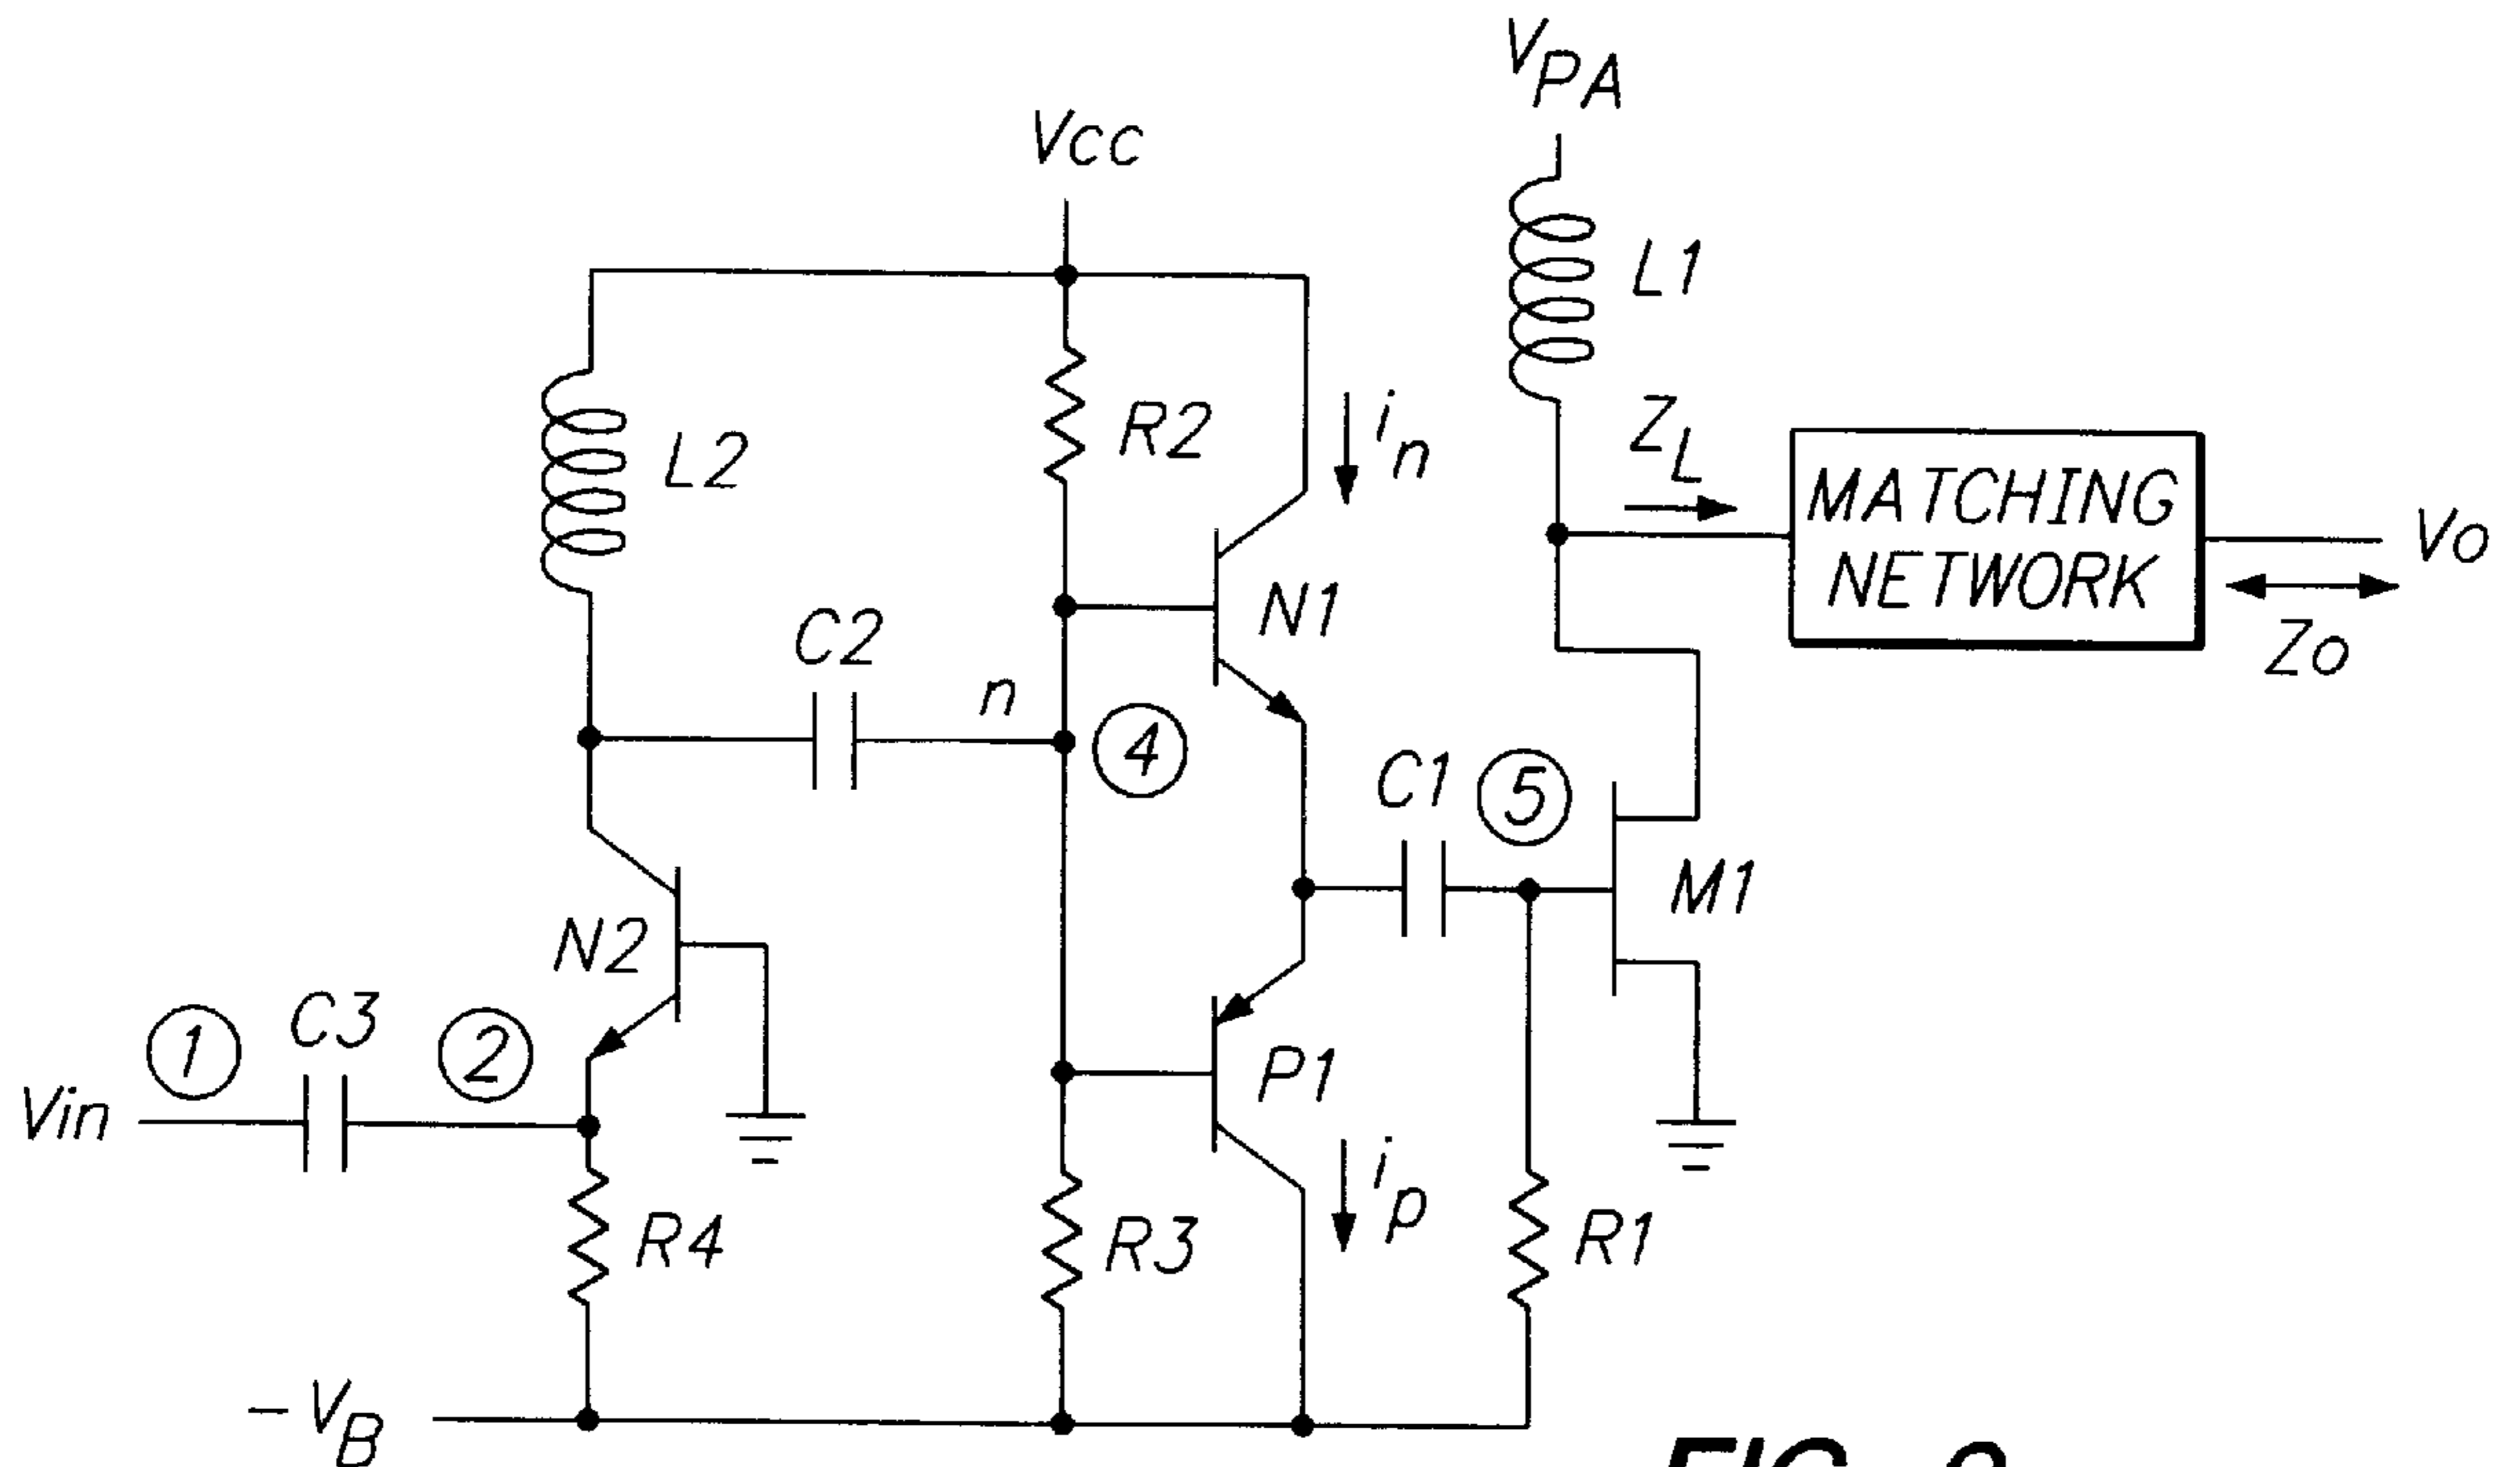 VPA
Vcc
L1
R2
in
ZL
L2
MATCHING
NETWORK
Vo
Zo
N1
C2
n
4
C1
5
M1
N2
1
C3
2
Vin
P1
ip
R4
R3
R1
-VB